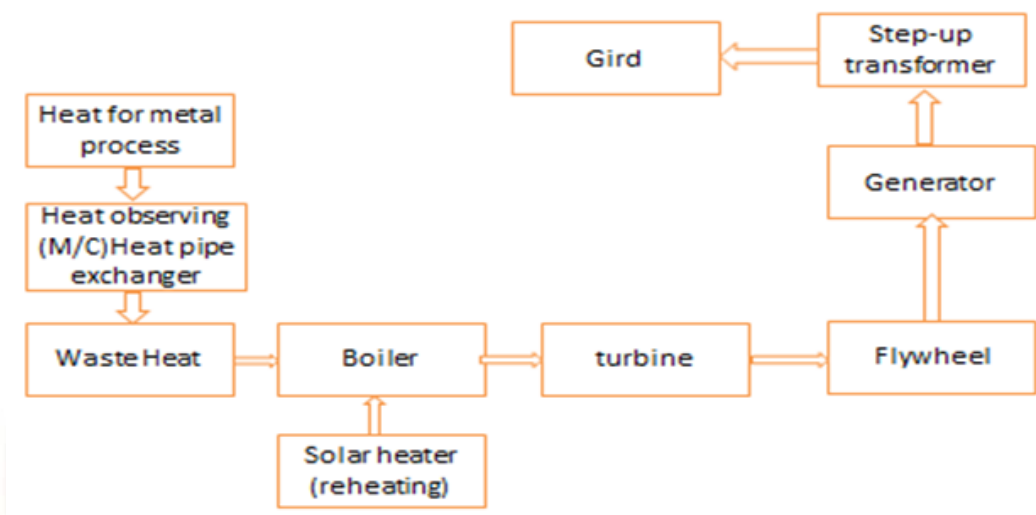 Heat for metal
process
Heat observing
(M/C)Heat pipe
exchanger
Waste Heat
Boiler
Solar heater
(reheating)
turbine
Flywheel
Generator
Step-up
transformer
Gird